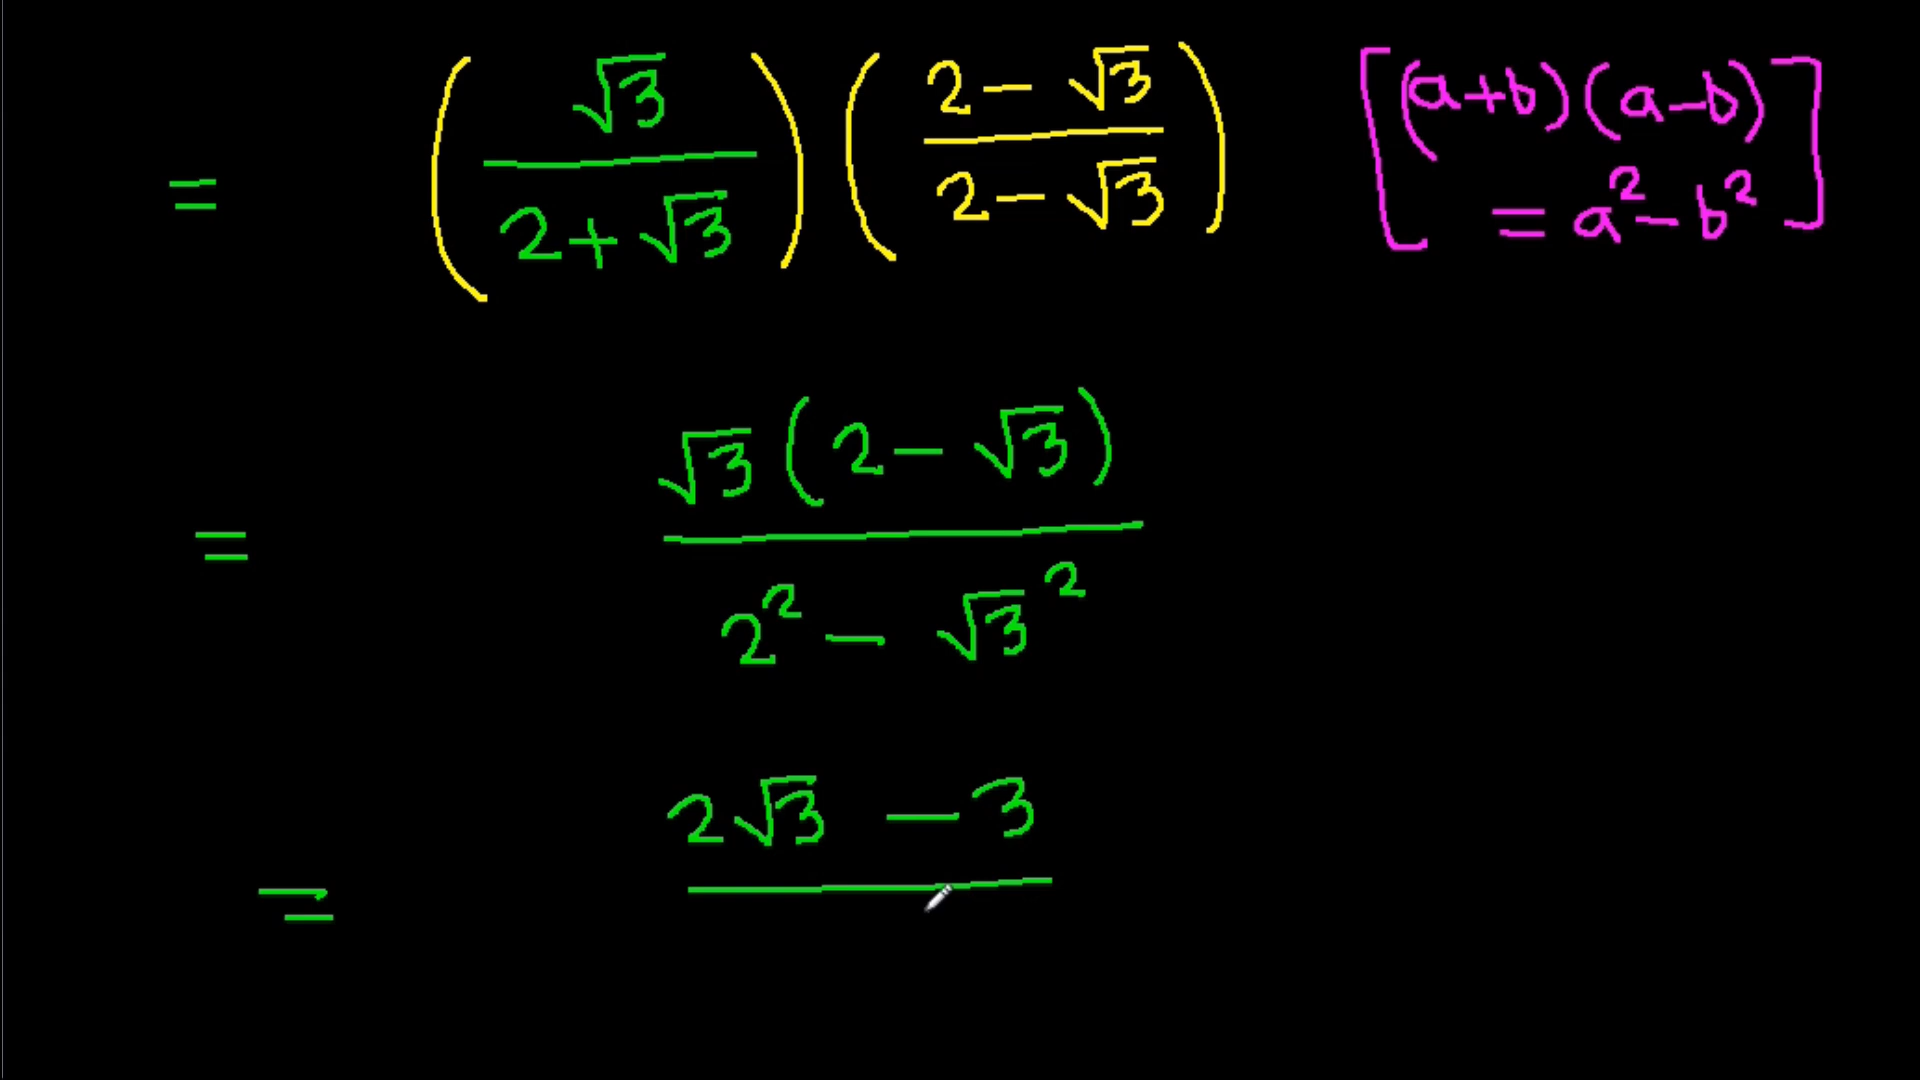 = ( √3 / 2 + √3 ) ( 2 - √3 / 2 - √3 ) [ (a+b) (a-b)
= a² - b² ]
= √3 ( 2 - √3 ) / 2² - √3²
= 2√3 - 3